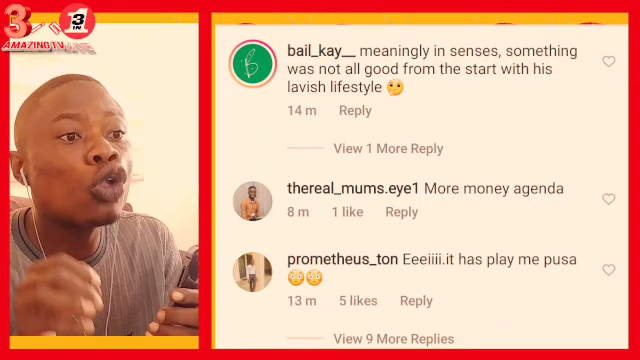 3
3
IN 1
AMAZING TV
bail_kay__ meaningly in senses, something
was not all good from the start with his
lavish lifestyle 🤔
14 m Reply
View 1 More Reply
thereal_mums.eye1 More money agenda
8 m 1 like Reply
prometheus_ton Eeeiiii.it has play me pusa
😳😳
13 m 5 likes Reply
View 9 More Replies